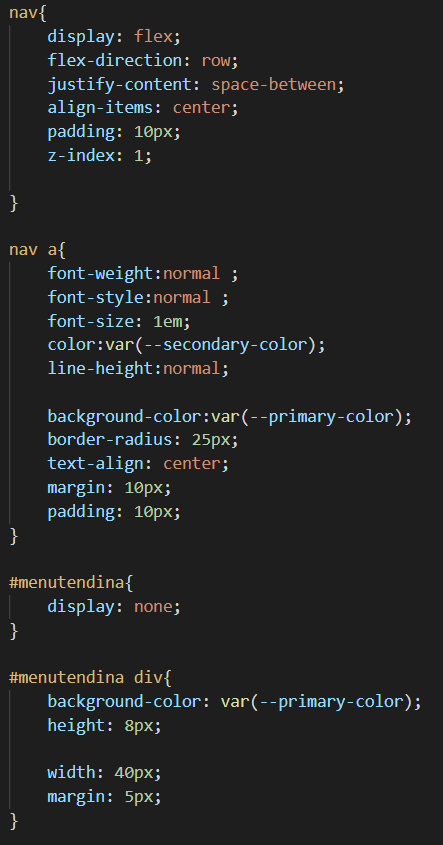 nav{
    display: flex;
    flex-direction: row;
    justify-content: space-between;
    align-items: center;
    padding: 10px;
    z-index: 1;

}

nav a{
    font-weight:normal ;
    font-style:normal ;
    font-size: 1em;
    color:var(--secondary-color);
    line-height:normal;

    background-color:var(--primary-color);
    border-radius: 25px;
    text-align: center;
    margin: 10px;
    padding: 10px;
}

#menutendina{
    display: none;
}

#menutendina div{
    background-color: var(--primary-color);
    height: 8px;

    width: 40px;
    margin: 5px;
}